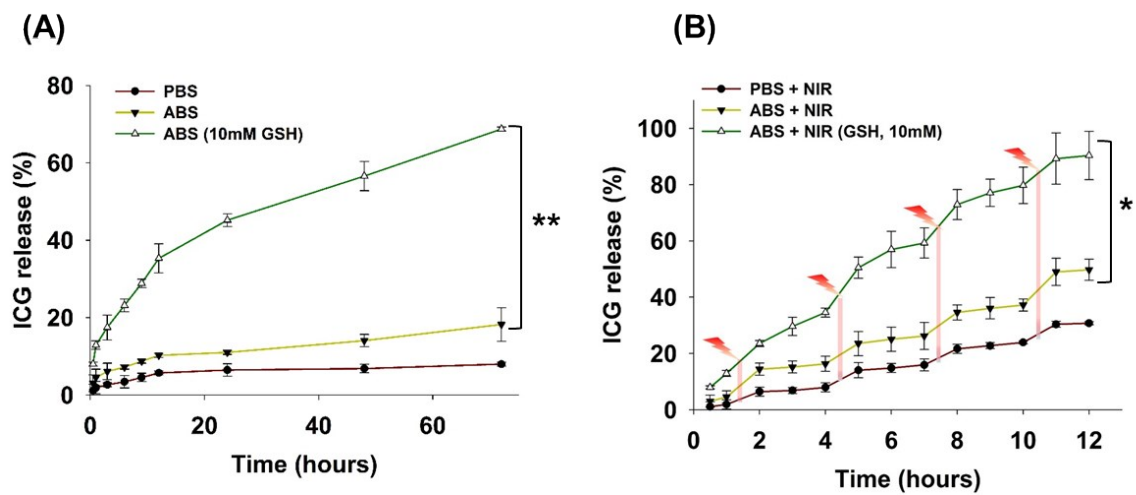 (A)
PBS
ABS
ABS (10mM GSH)
80
60
40
20
0
ICG release (%)
**
0 20 40 60
Time (hours)
(B)
PBS + NIR
ABS + NIR
ABS + NIR (GSH, 10mM)
100
80
60
40
20
0
ICG release (%)
*
0 2 4 6 8 10 12
Time (hours)